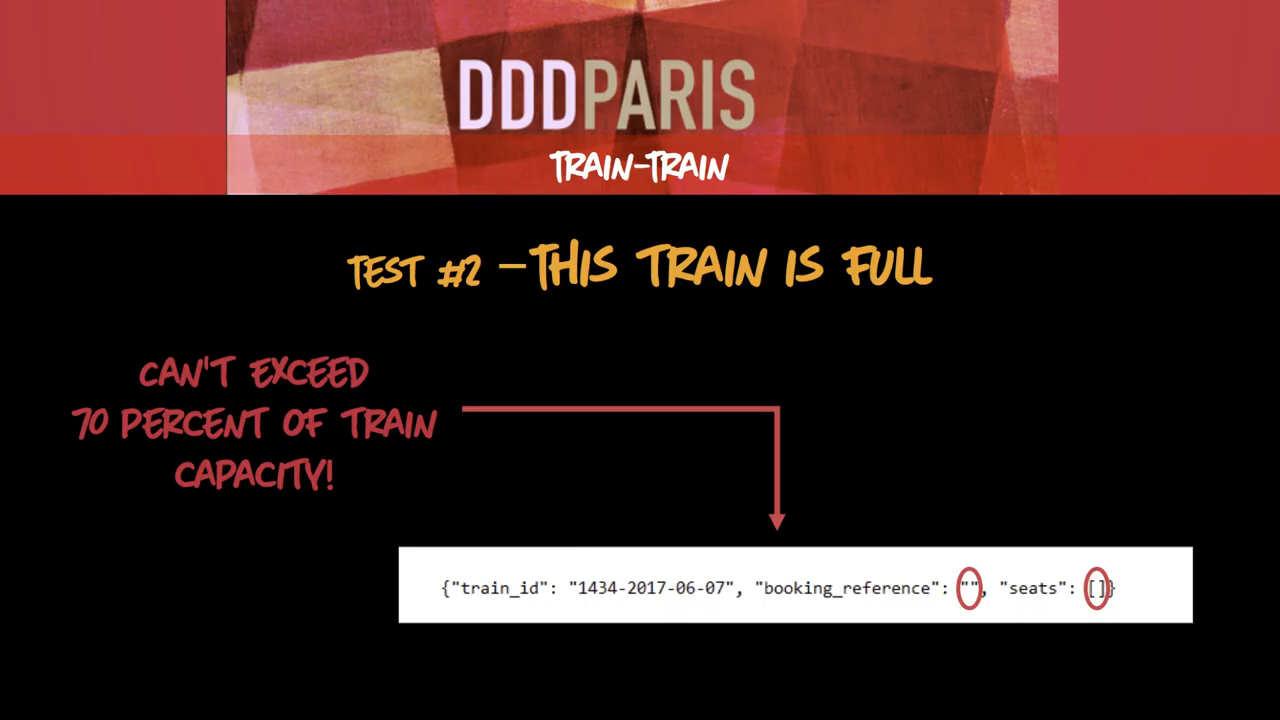 DDDPARIS
TRAIN-TRAIN
TEST #2 – THIS TRAIN IS FULL
CAN'T EXCEED
70 PERCENT OF TRAIN
CAPACITY!
{"train_id": "1434-2017-06-07", "booking_reference": "", "seats": []}